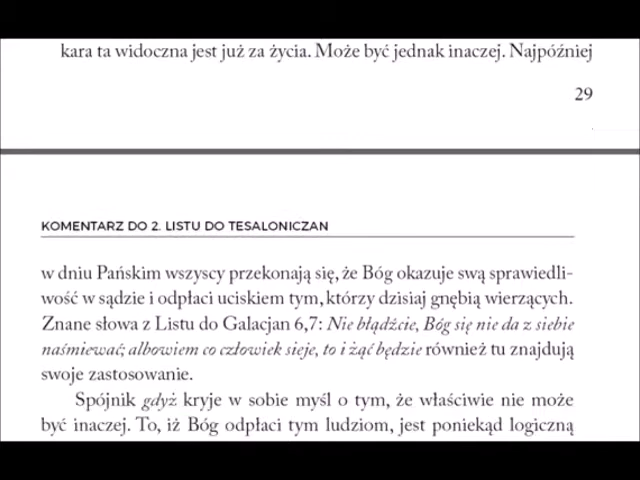 kara ta widoczna jest już za życia. Może być jednak inaczej. Najpóźniej
29
KOMENTARZ DO 2. LISTU DO TESALONICZAN
w dniu Pańskim wszyscy przekonają się, że Bóg okazuje swą sprawiedli-
wość w sądzie i odpłaci uciskiem tym, którzy dzisiaj gnębią wierzących.
Znane słowa z Listu do Galacjan 6,7: Nie błądźcie, Bóg się nie da z siebie
naśmiewać; albowiem co człowiek sieje, to i żąć będzie również tu znajdują
swoje zastosowanie.
Spójnik gdyż kryje w sobie myśl o tym, że właściwie nie może
być inaczej. To, iż Bóg odpłaci tym ludziom, jest poniekąd logiczną